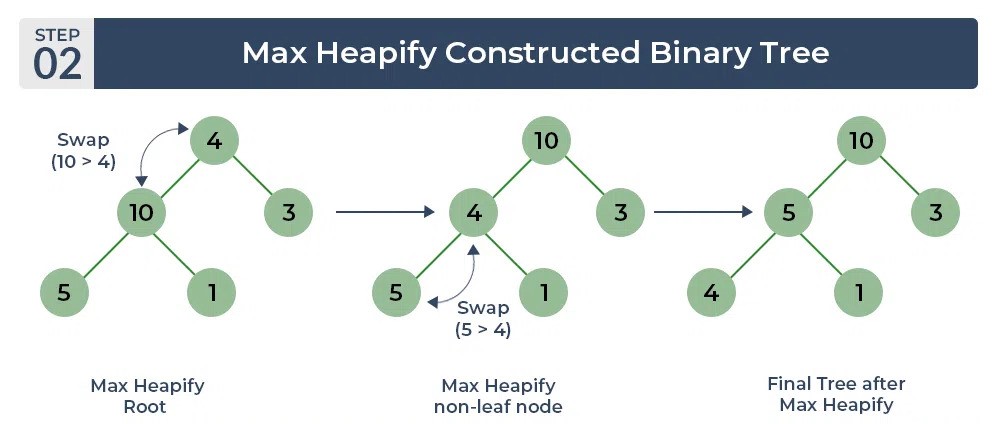 STEP
02
Max Heapify Constructed Binary Tree
Swap
(10 > 4)
4
10
3
5
1
Max Heapify
Root
10
4
3
5
1
Swap
(5 > 4)
Max Heapify
non-leaf node
10
5
3
4
1
Final Tree after
Max Heapify